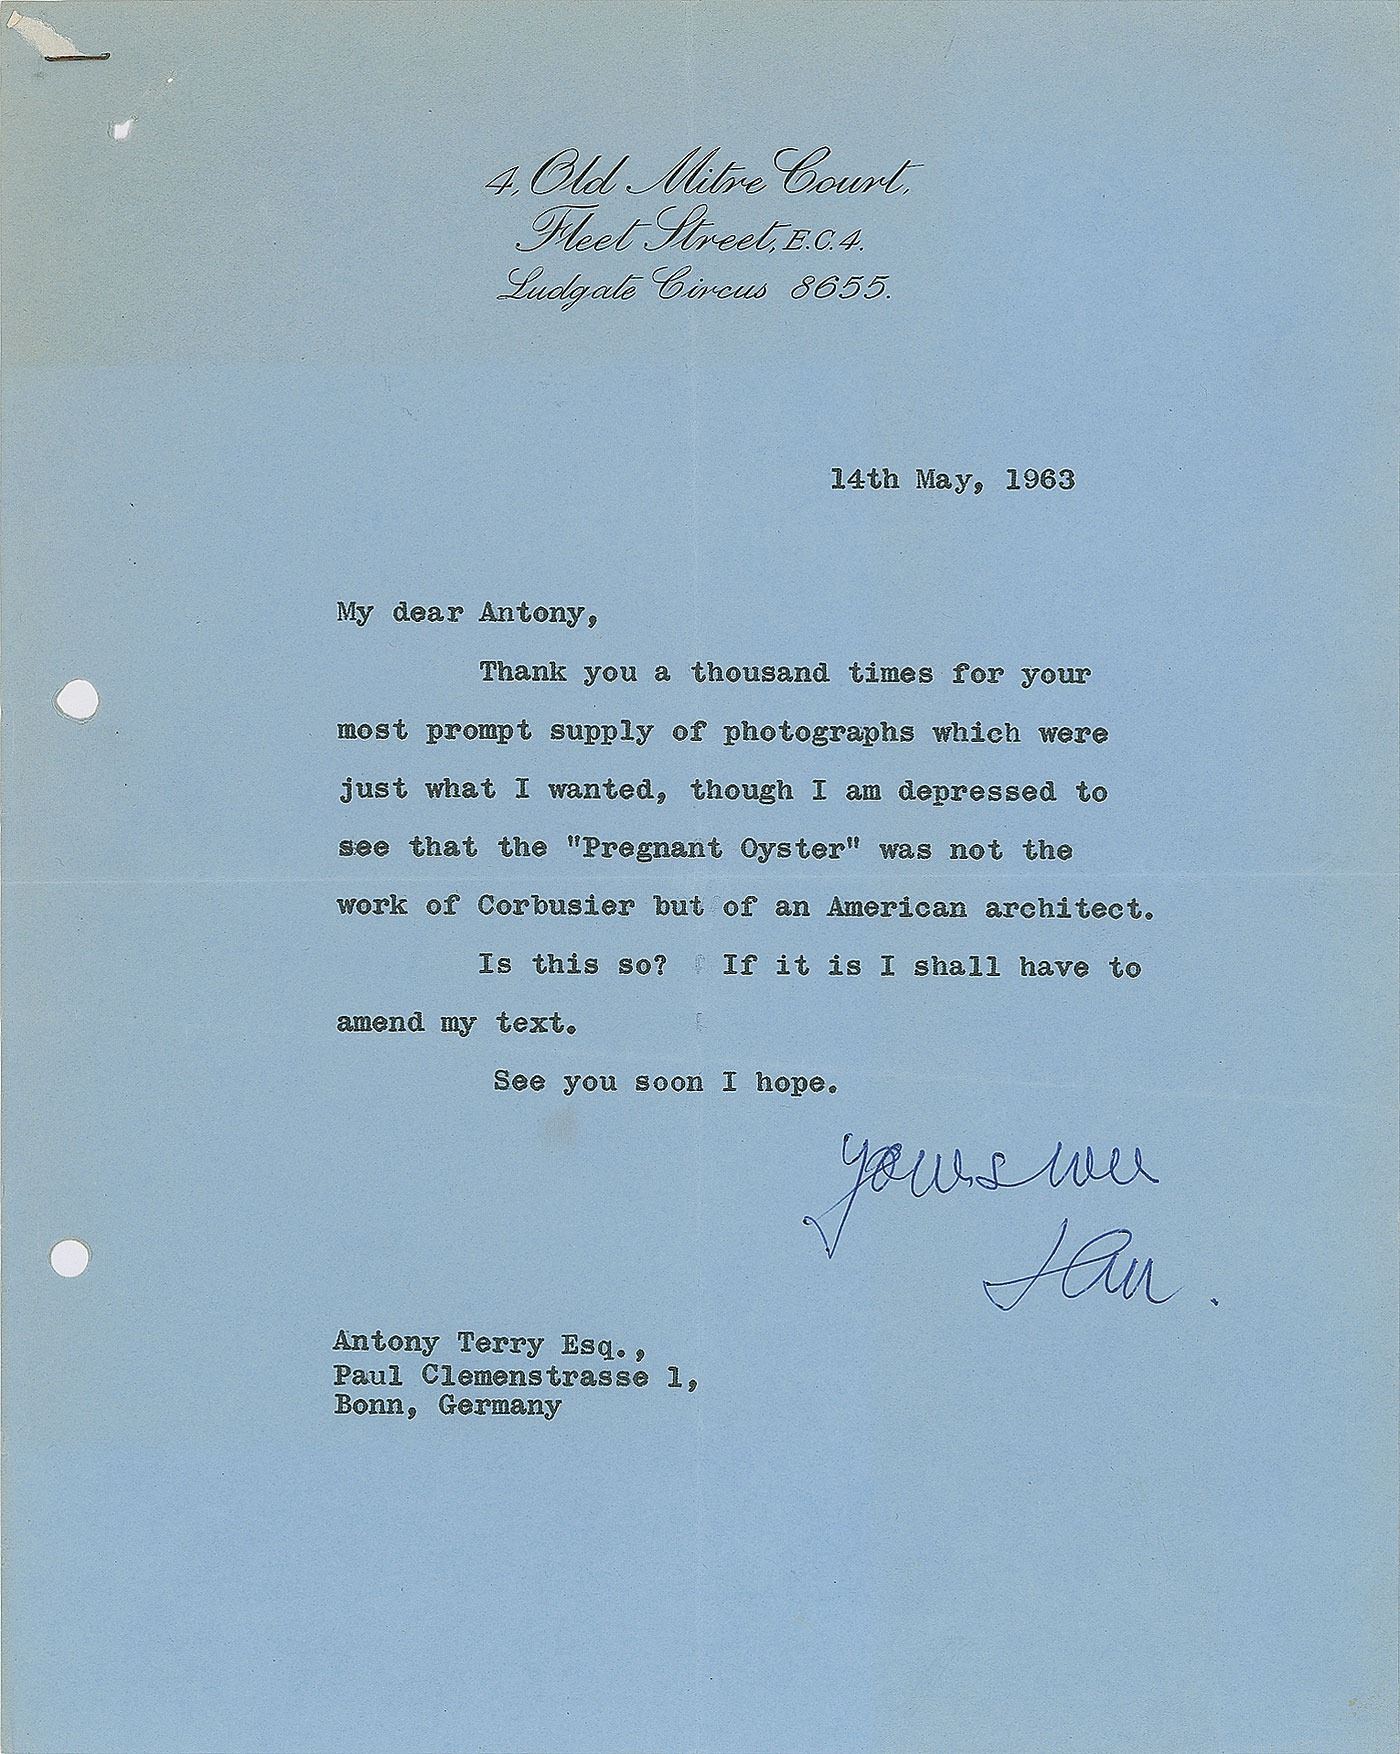 4, Old Mitre Court,
Fleet Street, E.C.4.
Ludgate Circus 8655.
14th May, 1963
My dear Antony,
Thank you a thousand times for your
most prompt supply of photographs which were
just what I wanted, though I am depressed to
see that the "Pregnant Oyster" was not the
work of Corbusier but of an American architect.
Is this so? If it is I shall have to
amend my text.
See you soon I hope.
Yours ever
Ian.
Antony Terry Esq.,
Paul Clemenstrasse 1,
Bonn, Germany